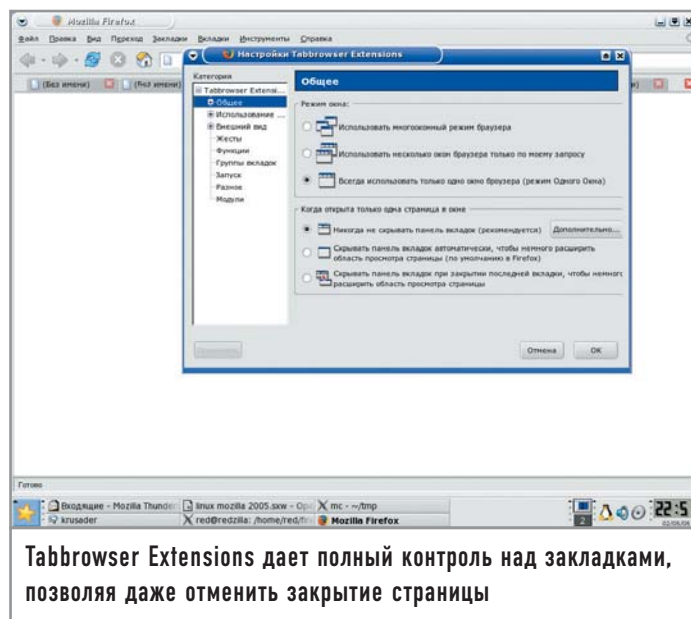 Mozilla Firefox
Файл Правка Вид Переход Закладки Вкладки Инструменты Справка
(Без имени) (Без имени)
Настройки Tabbrowser Extensions
Категория
Tabbrowser Extensi...
Общее
Использование ...
Внешний вид
Жесты
Функции
Группы вкладок
Запуск
Разное
Модули
Общее
Режим окна:
Использовать многооконный режим браузера
Использовать несколько окон браузера только по моему запросу
Всегда использовать только одно окно браузера (режим Одного Окна)
Когда открыта только одна страница в окне
Никогда не скрывать панель вкладок (рекомендуется) Дополнительно...
Скрывать панель вкладок автоматически, чтобы немного расширить
область просмотра страницы (по умолчанию в Firefox)
Скрывать панель вкладок при закрытии последней вкладки, чтобы немного
расширить область просмотра страницы
Отмена ОК
Готово
Входящие - Mozilla Thunder linux mozilla 2005.sxw - Op mc - ~/tmp
krusader red@redzilla: /home/red/ Mozilla Firefox
2
22:5
Tabbrowser Extensions дает полный контроль над закладками,
позволяя даже отменить закрытие страницы